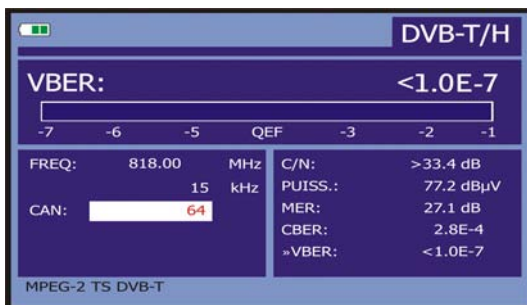 DVB-T/H
VBER: <1.0E-7
-7 -6 -5 QEF -3 -2 -1
FREQ: 818.00 MHz
15 kHz
CAN: 64
C/N: >33.4 dB
PUISS.: 77.2 dBµV
MER: 27.1 dB
CBER: 2.8E-4
»VBER: <1.0E-7
MPEG-2 TS DVB-T